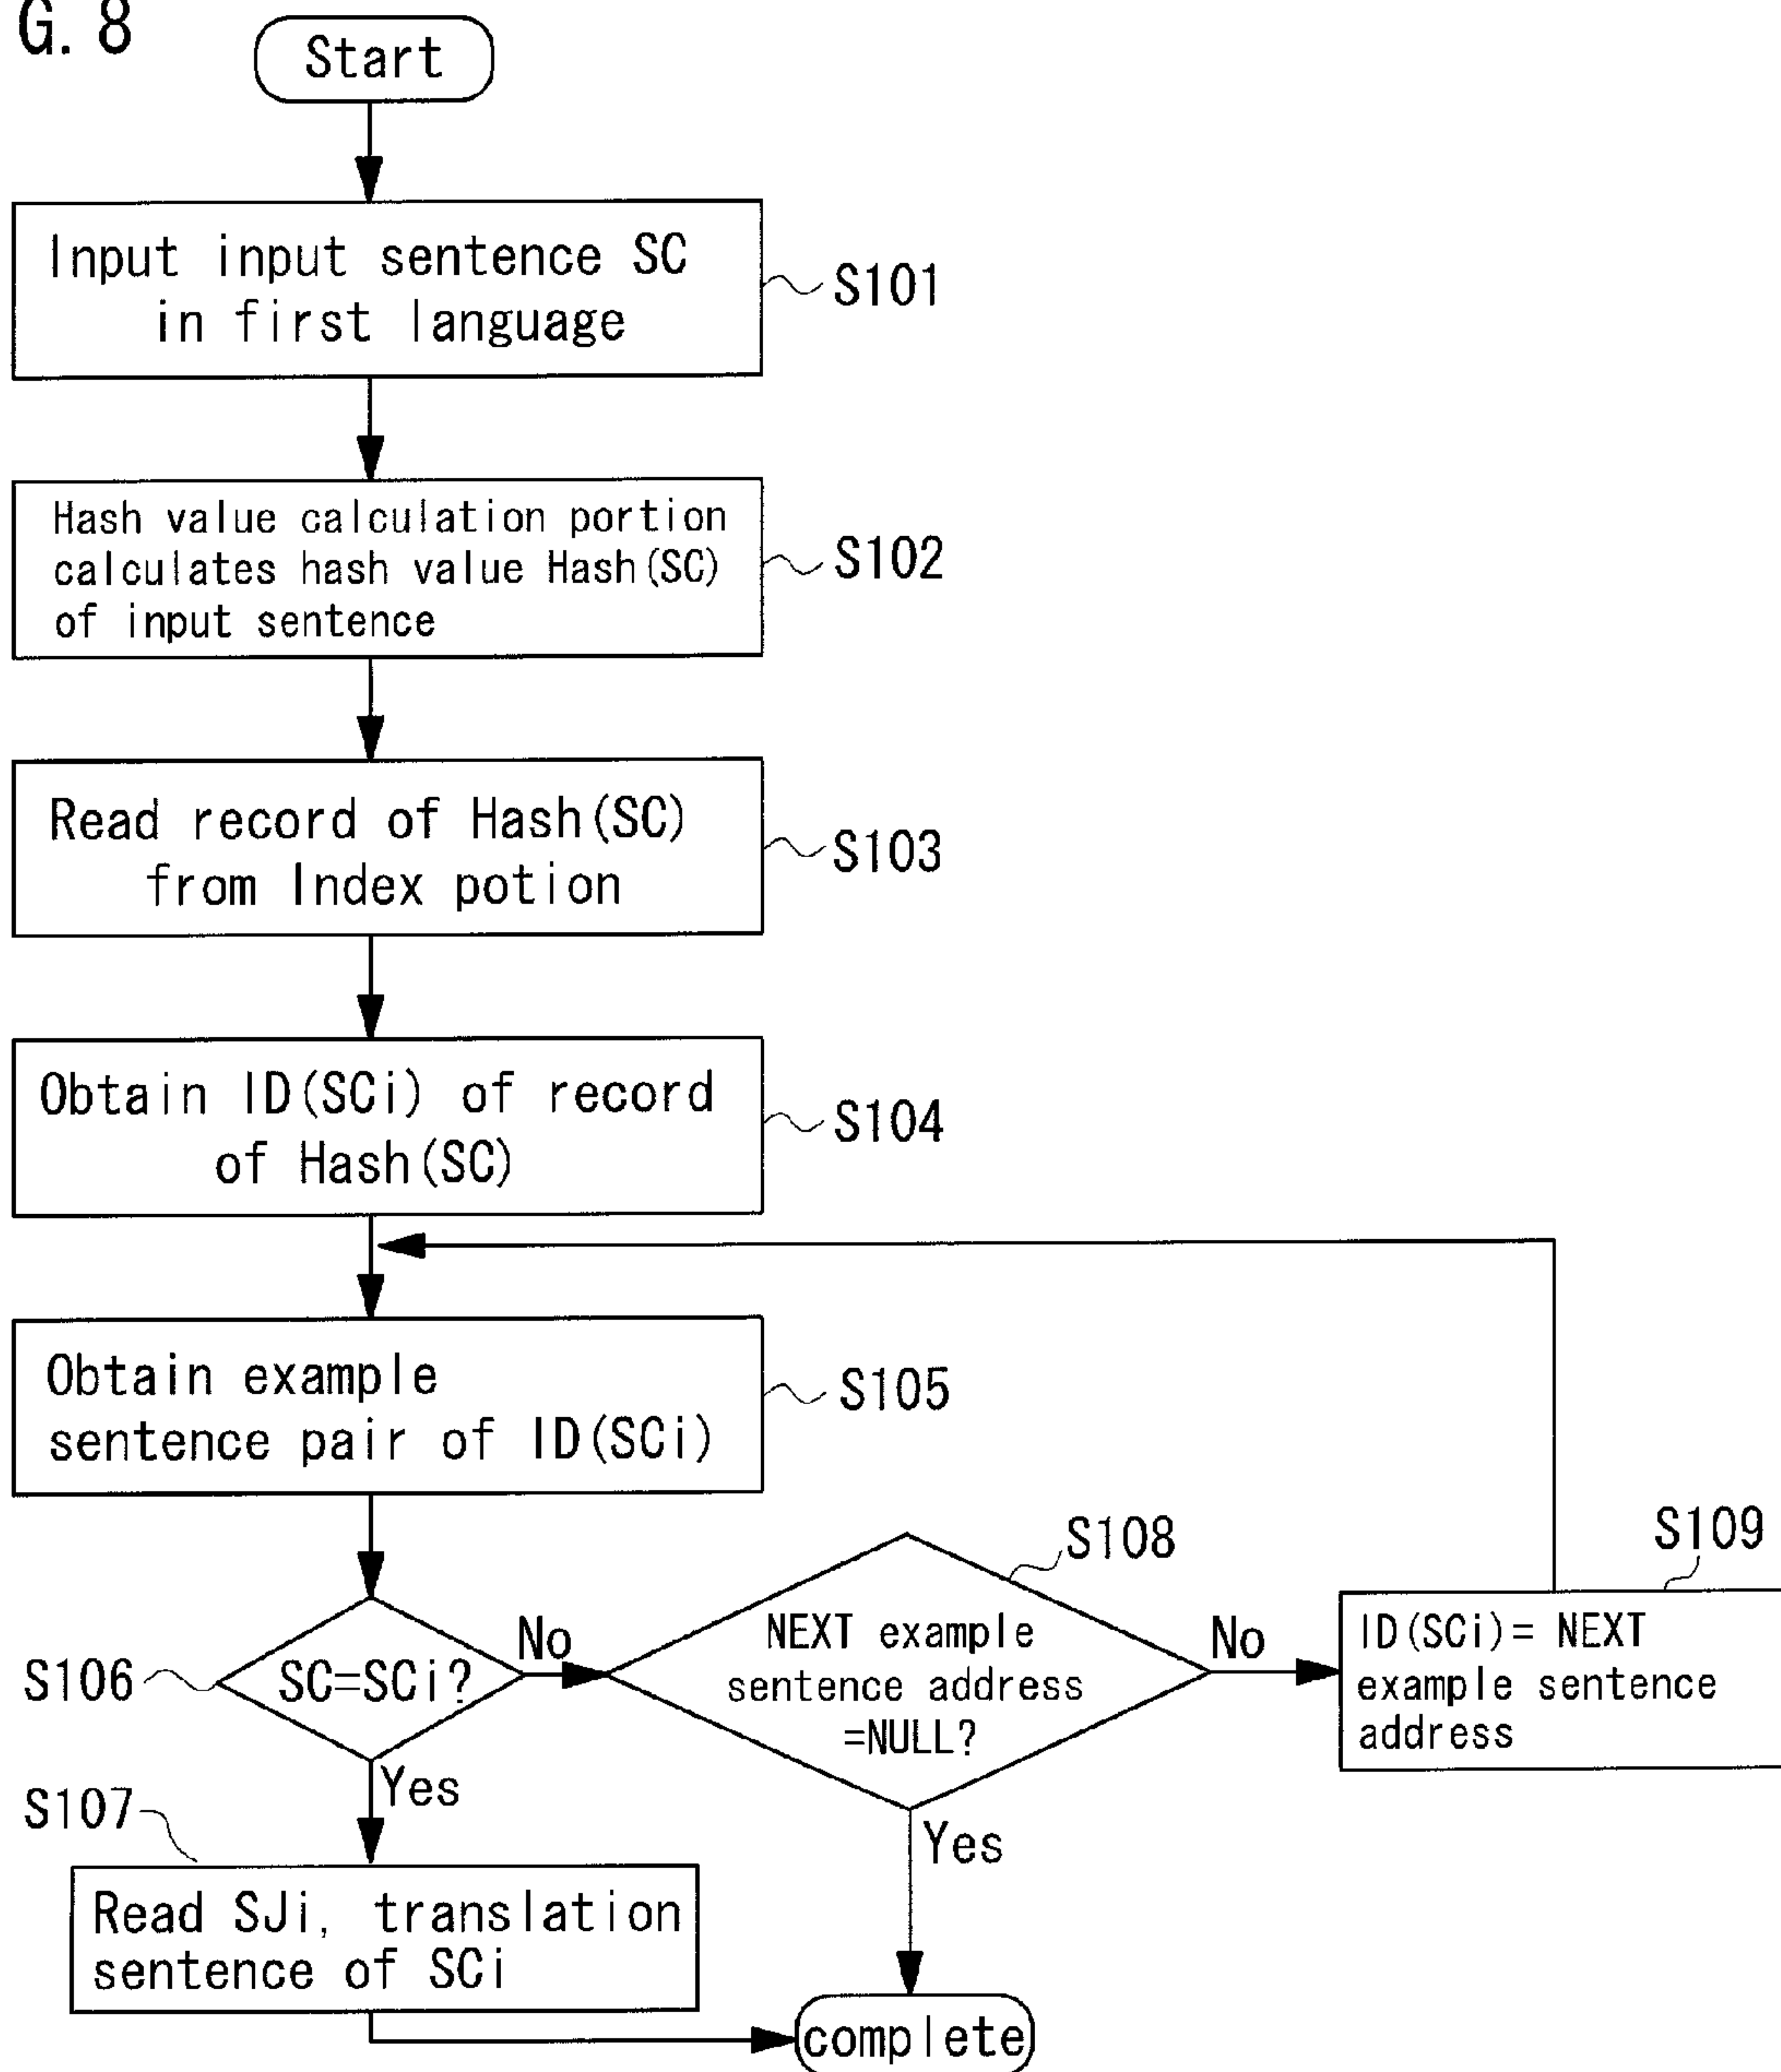 G. 8
Start
Input input sentence SC
in first language
S101
Hash value calculation portion
calculates hash value Hash(SC)
of input sentence
S102
Read record of Hash(SC)
from Index potion
S103
Obtain ID(SCi) of record
of Hash(SC)
S104
Obtain example
sentence pair of ID(SCi)
S105
SC=SCi?
S106
No
Yes
NEXT example
sentence address
=NULL?
S108
No
Yes
ID(SCi)= NEXT
example sentence
address
S109
S107
Read SJi, translation
sentence of SCi
complete